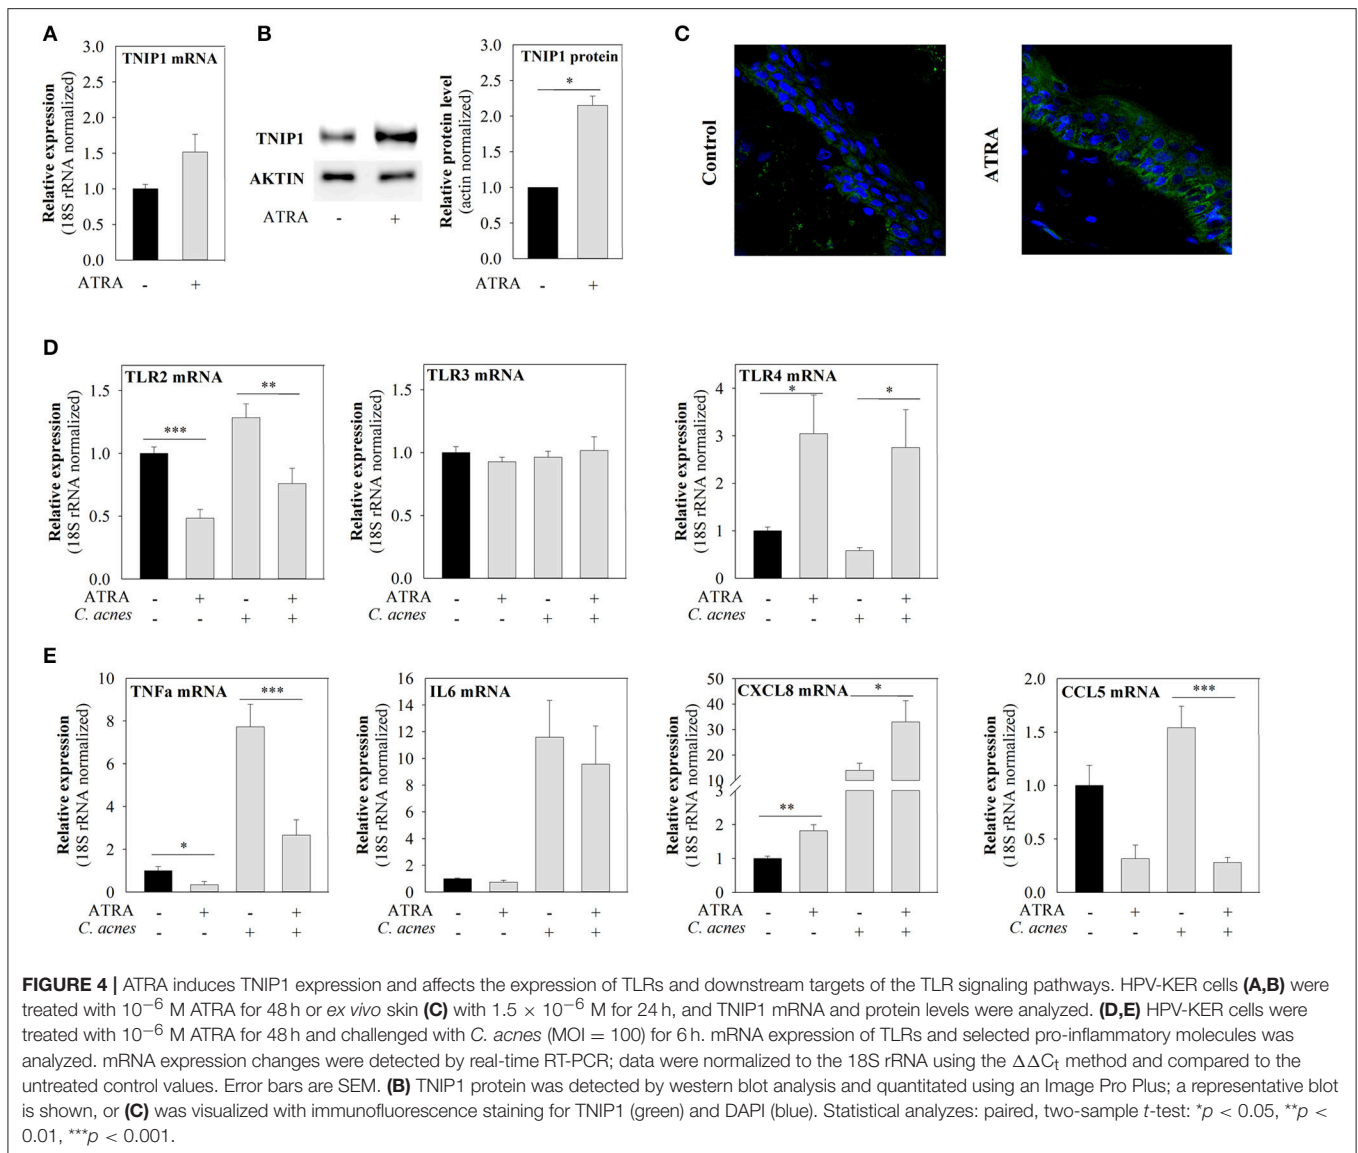 A
TNIP1 mRNA
Relative expression
(18S rRNA normalized)
3.0
2.5
2.0
1.5
1.0
0.5
0.0
ATRA - +
B
TNIP1
AKTIN
ATRA - +
TNIP1 protein
*
Relative protein level
(actin normalized)
3.0
2.5
2.0
1.5
1.0
0.5
0.0
ATRA - +
C
Control
ATRA
D
TLR2 mRNA
*** **
Relative expression
(18S rRNA normalized)
1.5
1.0
0.5
0.0
ATRA - + - +
C. acnes - - + +
TLR3 mRNA
Relative expression
(18S rRNA normalized)
1.5
1.0
0.5
0.0
ATRA - + - +
C. acnes - - + +
TLR4 mRNA
* *
Relative expression
(18S rRNA normalized)
4
3
2
1
0
ATRA - + - +
C. acnes - - + +
E
TNFa mRNA
* ***
Relative expression
(18S rRNA normalized)
10
8
6
4
2
0
ATRA - + - +
C. acnes - - + +
IL6 mRNA
Relative expression
(18S rRNA normalized)
16
14
12
10
8
6
4
2
0
ATRA - + - +
C. acnes - - + +
CXCL8 mRNA
** *
Relative expression
(18S rRNA normalized)
50
40
30
20
10
3
2
1
0
ATRA - + - +
C. acnes - - + +
CCL5 mRNA
***
Relative expression
(18S rRNA normalized)
2.0
1.5
1.0
0.5
0.0
ATRA - + - +
C. acnes - - + +
FIGURE 4 | ATRA induces TNIP1 expression and affects the expression of TLRs and downstream targets of the TLR signaling pathways. HPV-KER cells (A,B) were
treated with 10⁻⁶ M ATRA for 48 h or ex vivo skin (C) with 1.5 × 10⁻⁶ M for 24 h, and TNIP1 mRNA and protein levels were analyzed. (D,E) HPV-KER cells were
treated with 10⁻⁶ M ATRA for 48 h and challenged with C. acnes (MOI = 100) for 6 h. mRNA expression of TLRs and selected pro-inflammatory molecules was
analyzed. mRNA expression changes were detected by real-time RT-PCR; data were normalized to the 18S rRNA using the ΔΔCt method and compared to the
untreated control values. Error bars are SEM. (B) TNIP1 protein was detected by western blot analysis and quantitated using an Image Pro Plus; a representative blot
is shown, or (C) was visualized with immunofluorescence staining for TNIP1 (green) and DAPI (blue). Statistical analyzes: paired, two-sample t-test: *p < 0.05, **p <
0.01, ***p < 0.001.